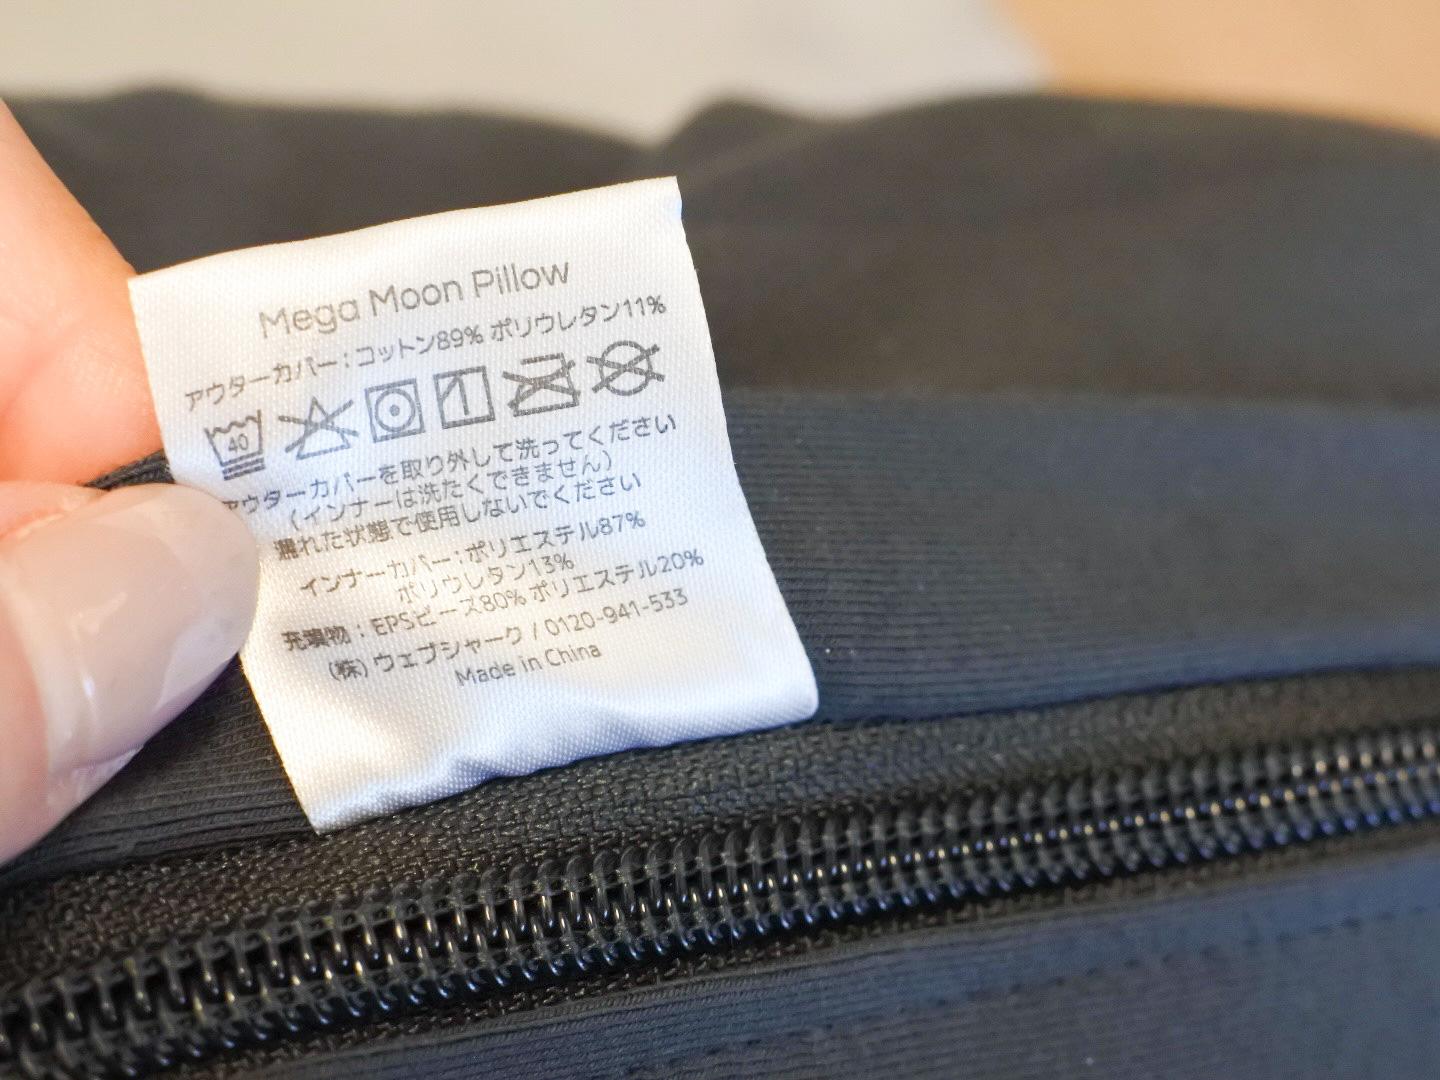 Mega Moon Pillow
アウターカバー：コットン89% ポリウレタン11%
40
アウターカバーを取り外して洗ってください
（インナーは洗たくできません）
濡れた状態で使用しないでください
インナーカバー：ポリエステル87%
ポリウレタン13%
充填物：EPSビーズ80% ポリエステル20%
（株）ウェブシャーク / 0120-941-533
Made in China